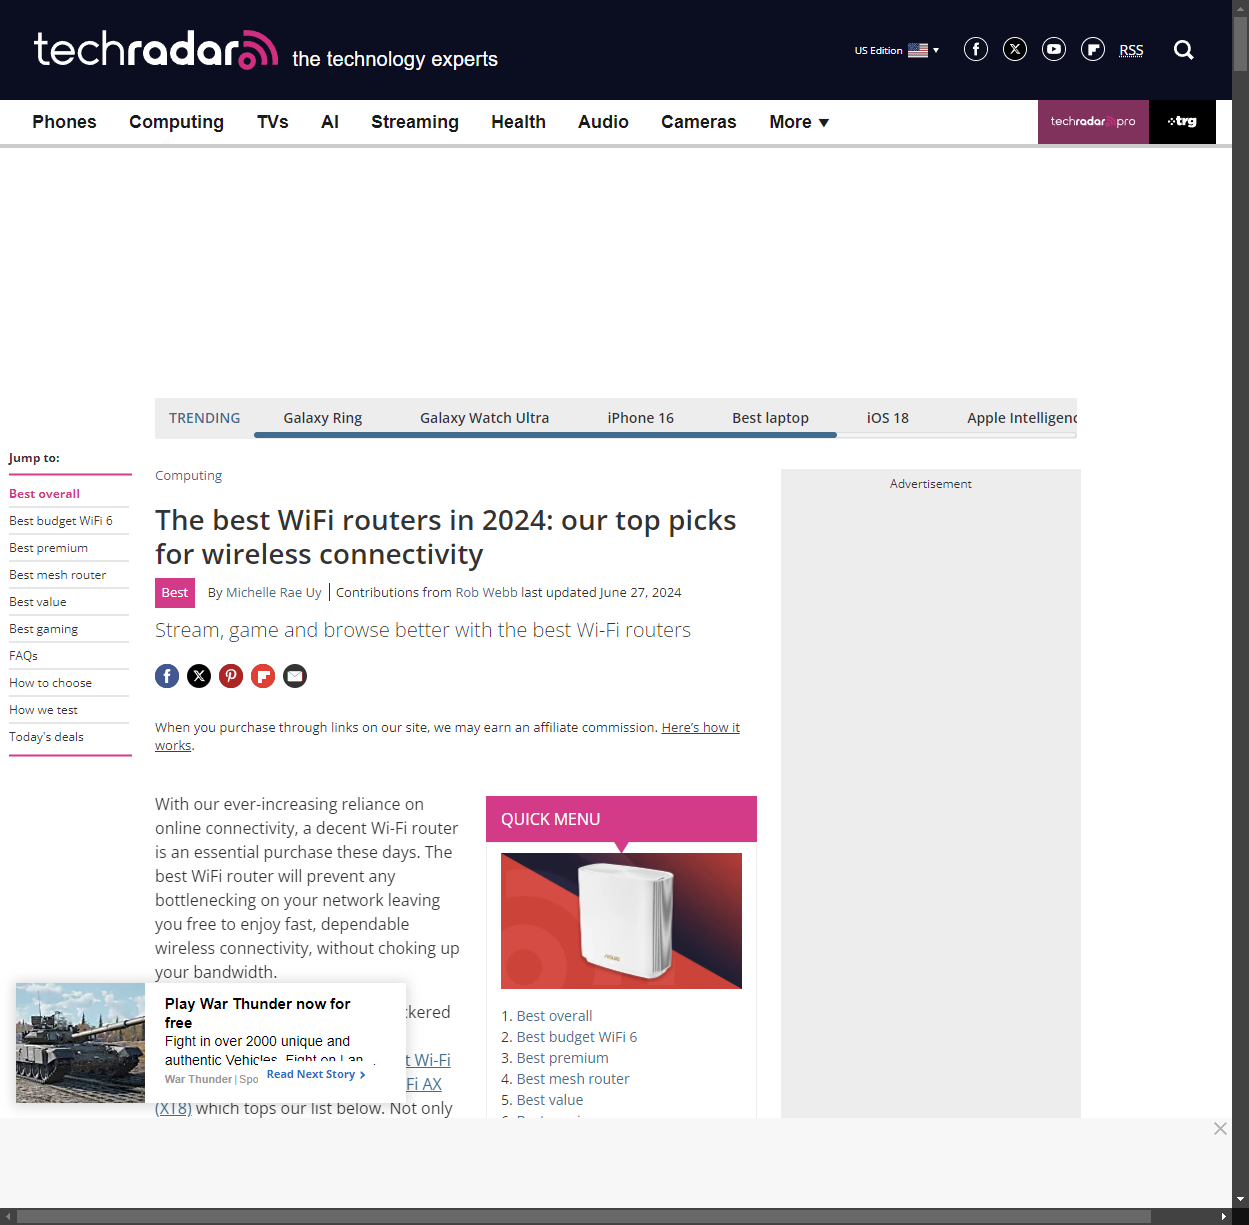 techradar the technology experts
US Edition
RSS
Phones Computing TVs AI Streaming Health Audio Cameras More
techradar pro
trg
TRENDING Galaxy Ring Galaxy Watch Ultra iPhone 16 Best laptop iOS 18 Apple Intelligenc
Jump to:
Best overall
Best budget WiFi 6
Best premium
Best mesh router
Best value
Best gaming
FAQs
How to choose
How we test
Today's deals
Computing
The best WiFi routers in 2024: our top picks
for wireless connectivity
Best By Michelle Rae Uy Contributions from Rob Webb last updated June 27, 2024
Stream, game and browse better with the best Wi-Fi routers
When you purchase through links on our site, we may earn an affiliate commission. Here's how it
works.
With our ever-increasing reliance on
online connectivity, a decent Wi-Fi router
is an essential purchase these days. The
best WiFi router will prevent any
bottlenecking on your network leaving
you free to enjoy fast, dependable
wireless connectivity, without choking up
your bandwidth.
Wi-Fi
Fi AX
(XT8) which tops our list below. Not only
QUICK MENU
ASUS
1. Best overall
2. Best budget WiFi 6
3. Best premium
4. Best mesh router
5. Best value
Advertisement
Play War Thunder now for
free
Fight in over 2000 unique and
authentic Vehicles. Fight on Lan
War Thunder | Spo
Read Next Story